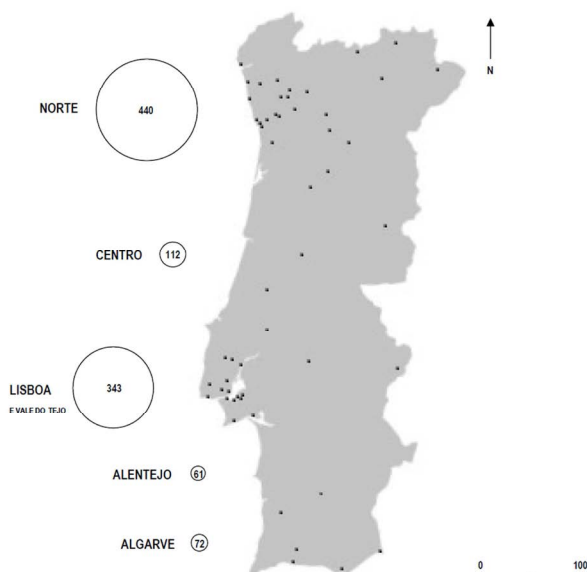 N
NORTE
440
CENTRO
112
LISBOA
343
E VALE DO TEJO
ALENTEJO
61
ALGARVE
72
0
100